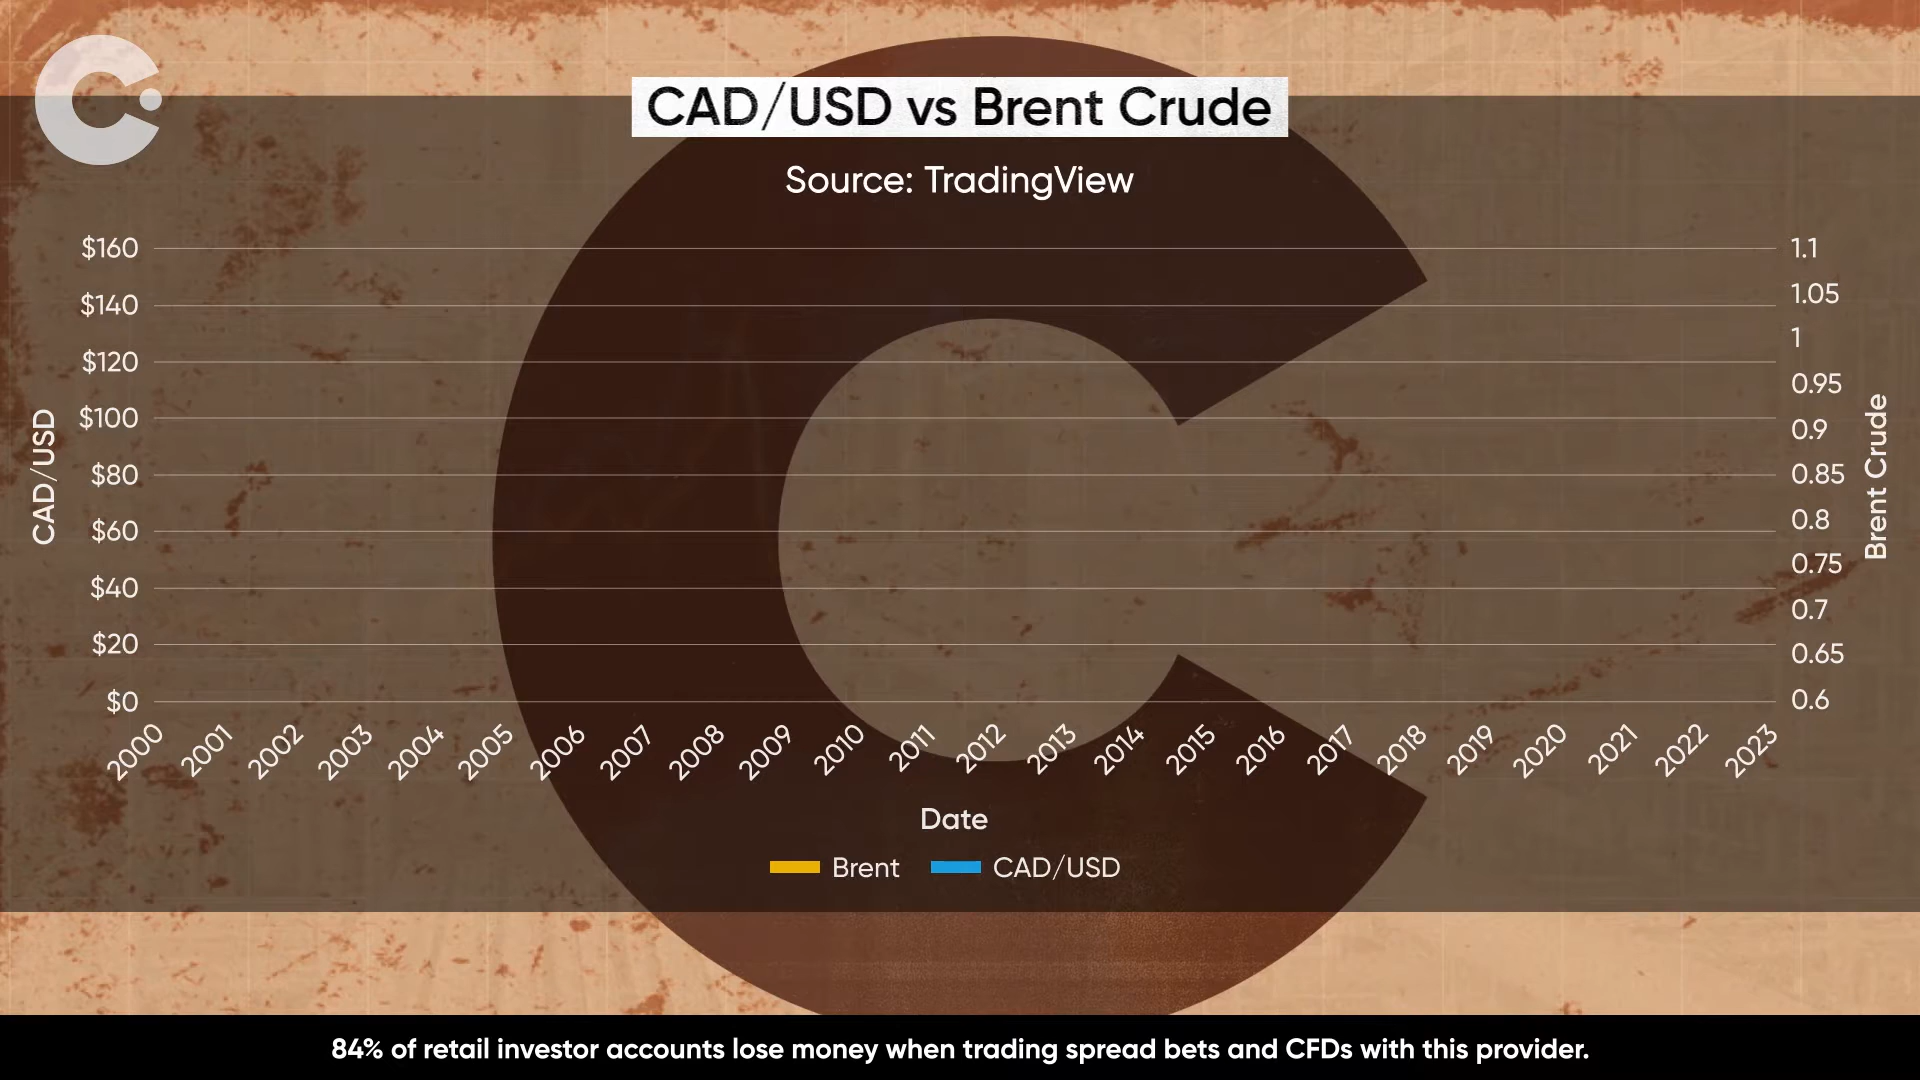 CAD/USD vs Brent Crude
Source: TradingView
$160
$140
$120
$100
$80
$60
$40
$20
$0
CAD/USD
1.1
1.05
1
0.95
0.9
0.85
0.8
0.75
0.7
0.65
0.6
Brent Crude
2000 2001 2002 2003 2004 2005 2006 2007 2008 2009 2010 2011 2012 2013 2014 2015 2016 2017 2018 2019 2020 2021 2022 2023
Date
Brent CAD/USD
84% of retail investor accounts lose money when trading spread bets and CFDs with this provider.